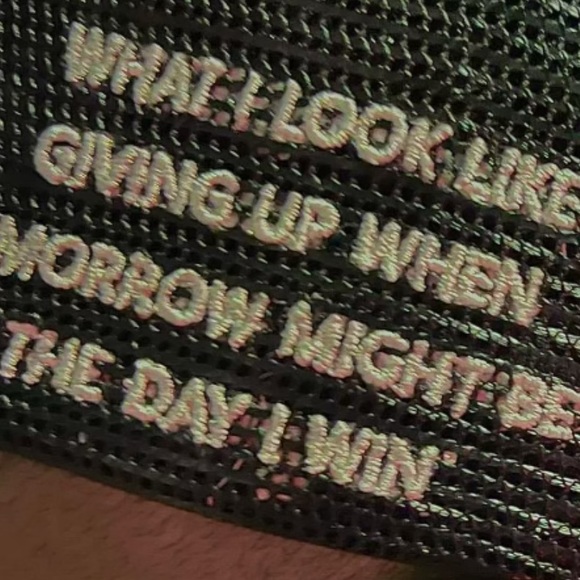 WHAT I LOOK LIKE
GIVING UP WHEN
MORROW MIGHT BE
THE DAY I WIN